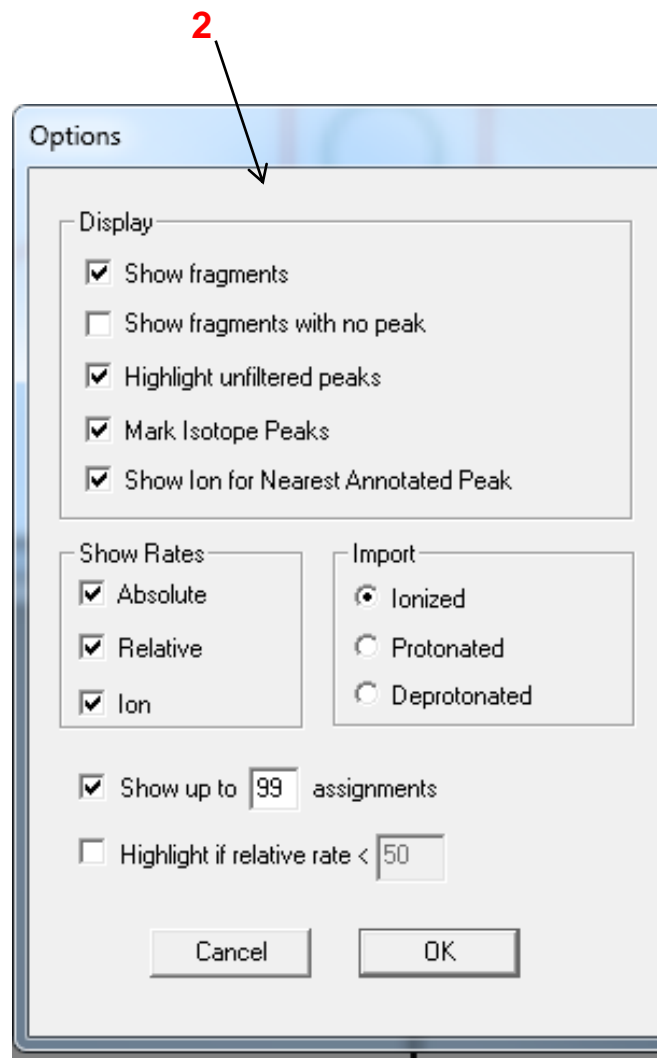 2
Options
Display
Show fragments
Show fragments with no peak
Highlight unfiltered peaks
Mark Isotope Peaks
Show Ion for Nearest Annotated Peak
Show Rates
Absolute
Relative
Ion
Import
Ionized
Protonated
Deprotonated
Show up to 99 assignments
Highlight if relative rate < 50
Cancel OK